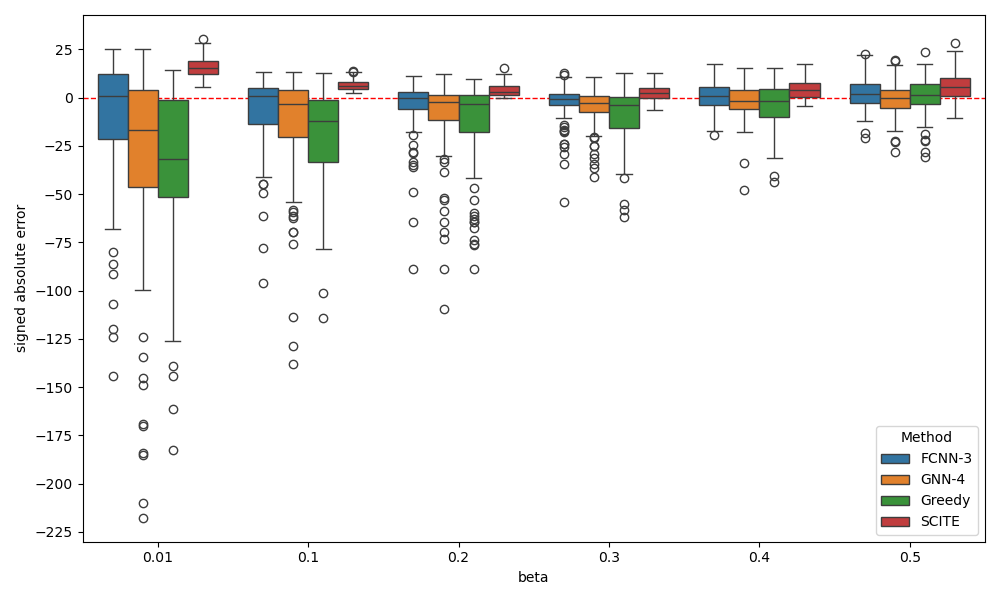 signed absolute error
25
0
−25
−50
−75
−100
−125
−150
−175
−200
−225
0.01 0.1 0.2 0.3 0.4 0.5
beta
Method
FCNN-3
GNN-4
Greedy
SCITE